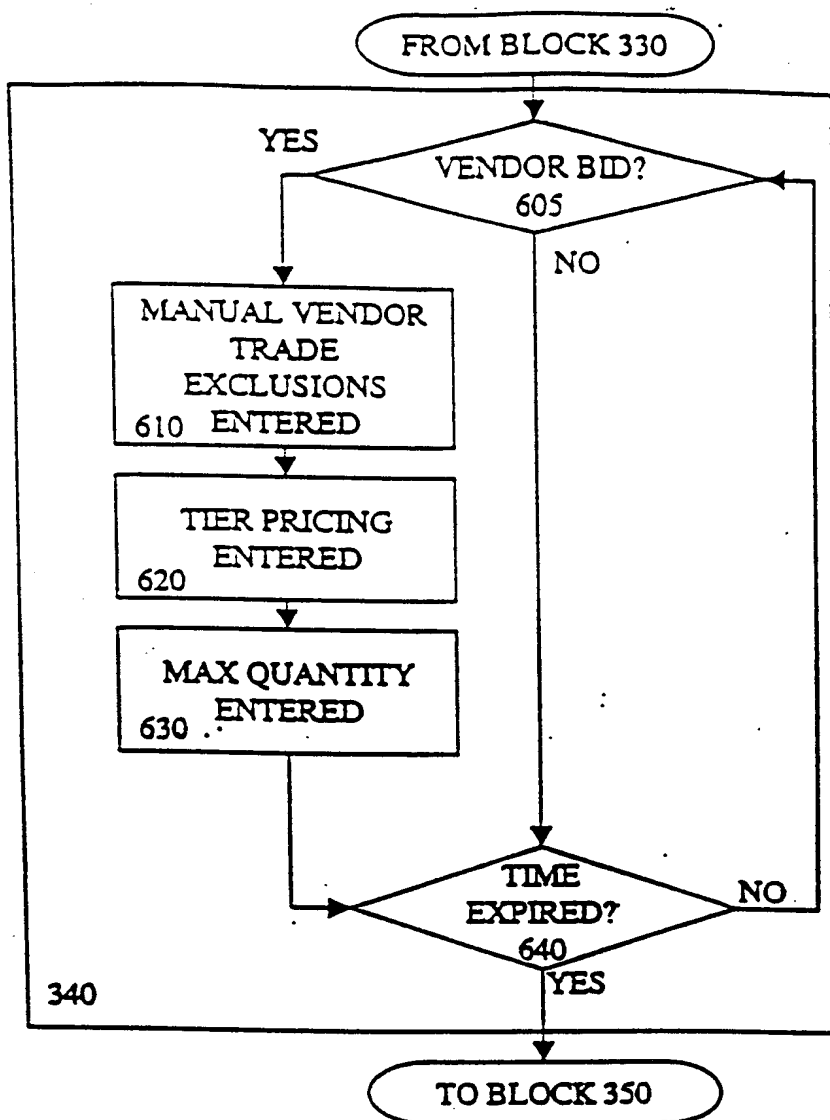 FROM BLOCK 330
YES
VENDOR BID?
605
NO
MANUAL VENDOR
TRADE
EXCLUSIONS
ENTERED
610
TIER PRICING
ENTERED
620
MAX QUANTITY
ENTERED
630
TIME
EXPIRED?
640
NO
YES
340
TO BLOCK 350